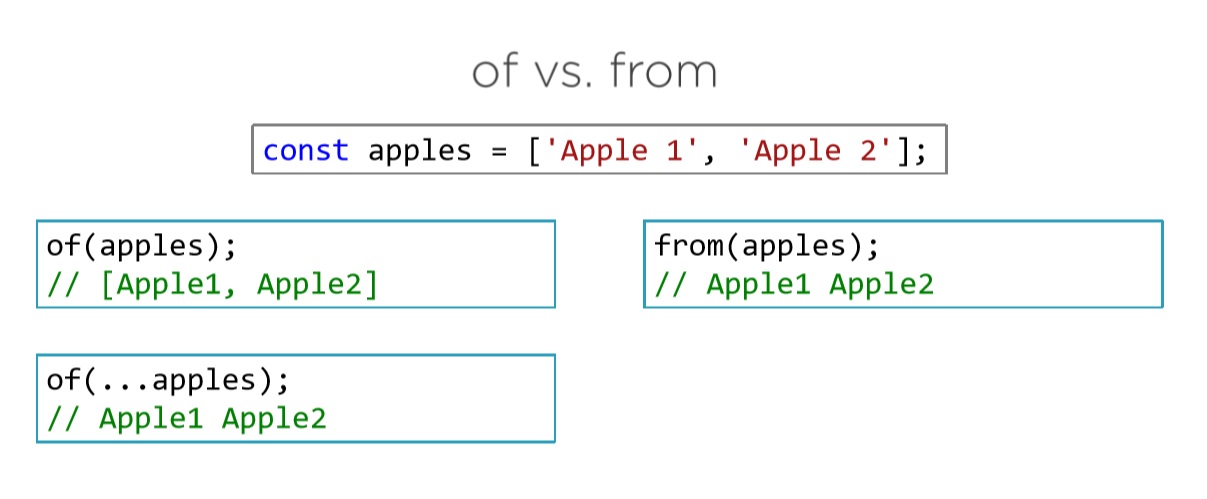 of vs. from
const apples = ['Apple 1', 'Apple 2'];
of(apples);
// [Apple1, Apple2]
from(apples);
// Apple1 Apple2
of(...apples);
// Apple1 Apple2